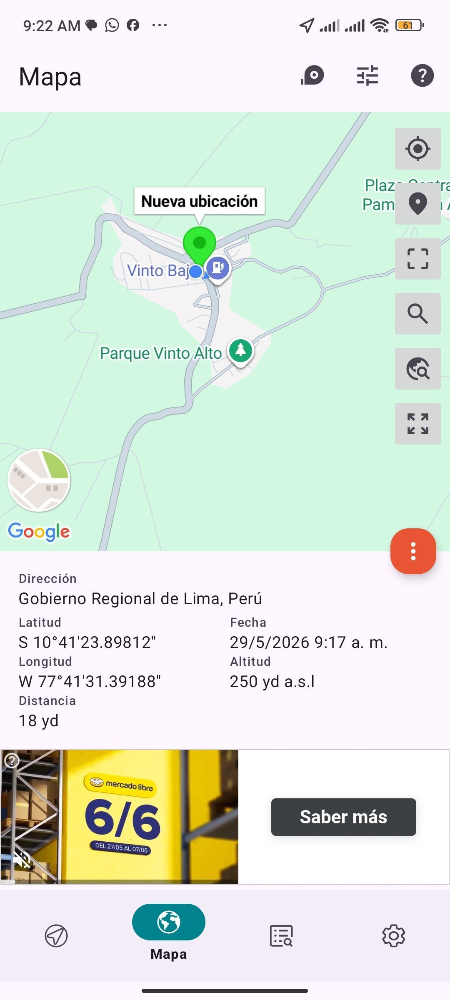 9:22 AM
61
Mapa
Nueva ubicación
Vinto Baj
Parque Vinto Alto
Google
Dirección
Gobierno Regional de Lima, Perú
Latitud
Fecha
S 10°41'23.89812"
29/5/2026 9:17 a. m.
Longitud
Altitud
W 77°41'31.39188"
250 yd a.s.l
Distancia
18 yd
mercado libre
6/6
DEL 27/05 AL 07/06
Saber más
Mapa